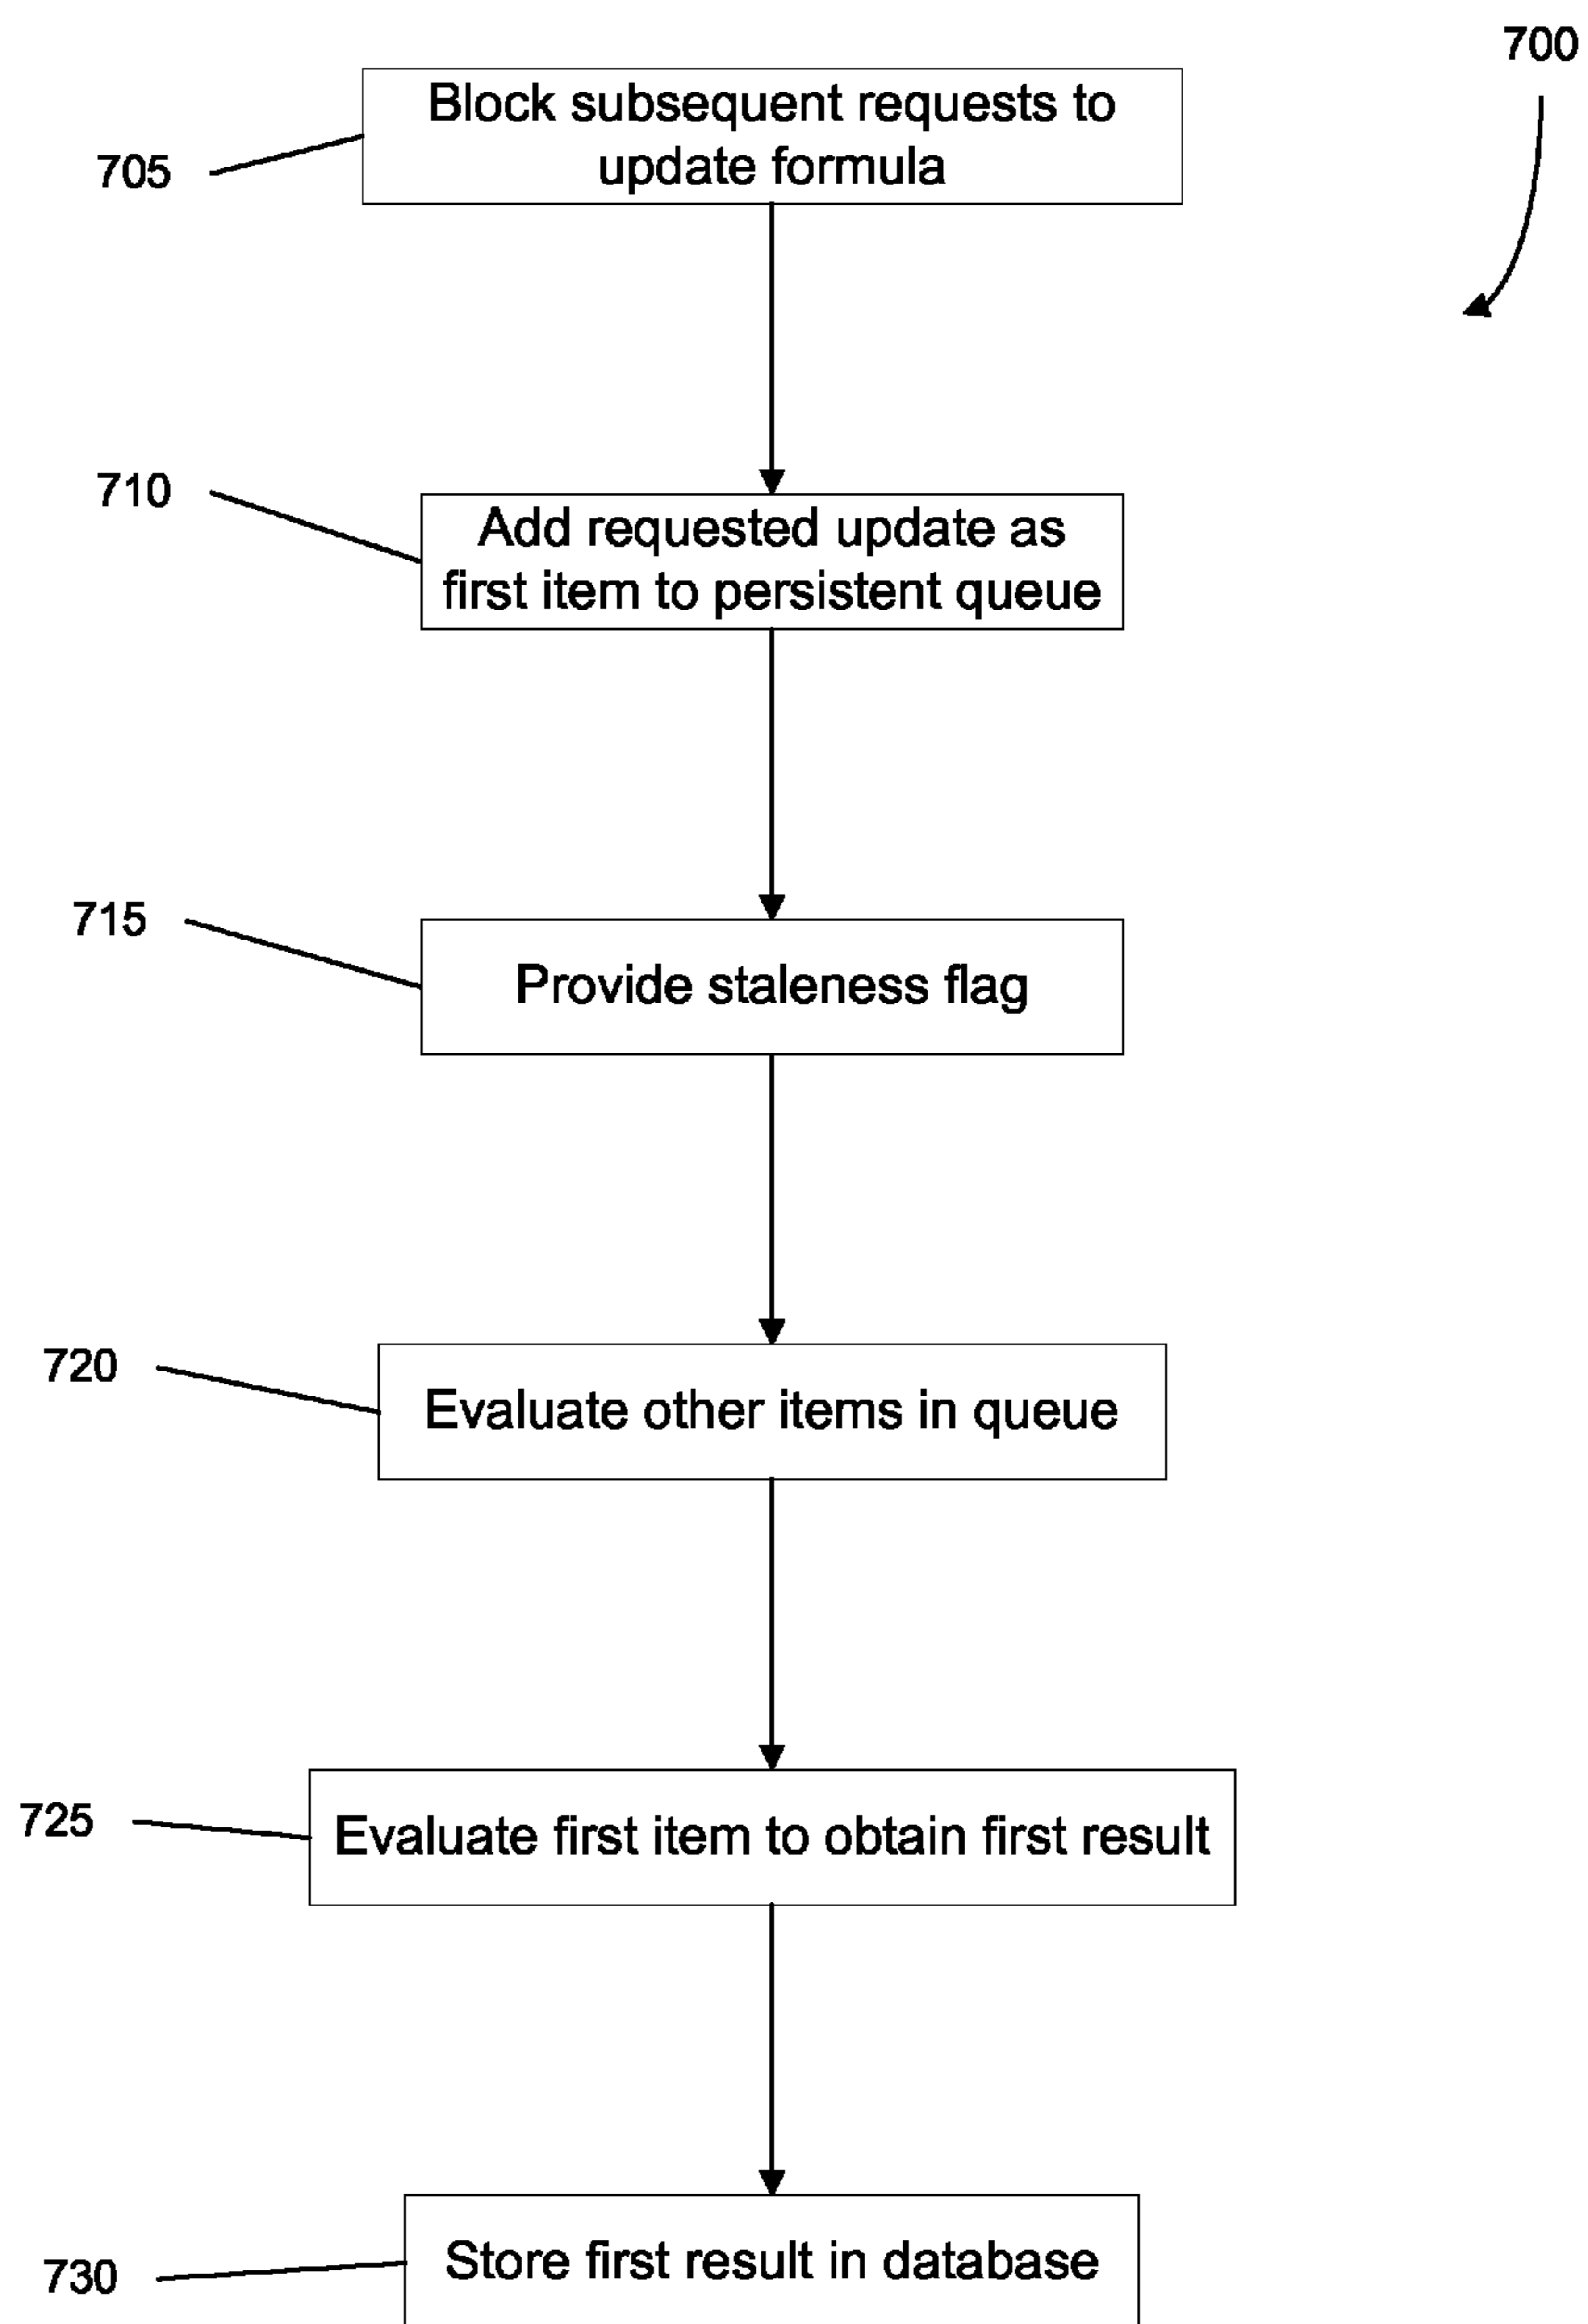 700
Block subsequent requests to
update formula
705
710
Add requested update as
first item to persistent queue
715
Provide staleness flag
720
Evaluate other items in queue
725
Evaluate first item to obtain first result
730
Store first result in database